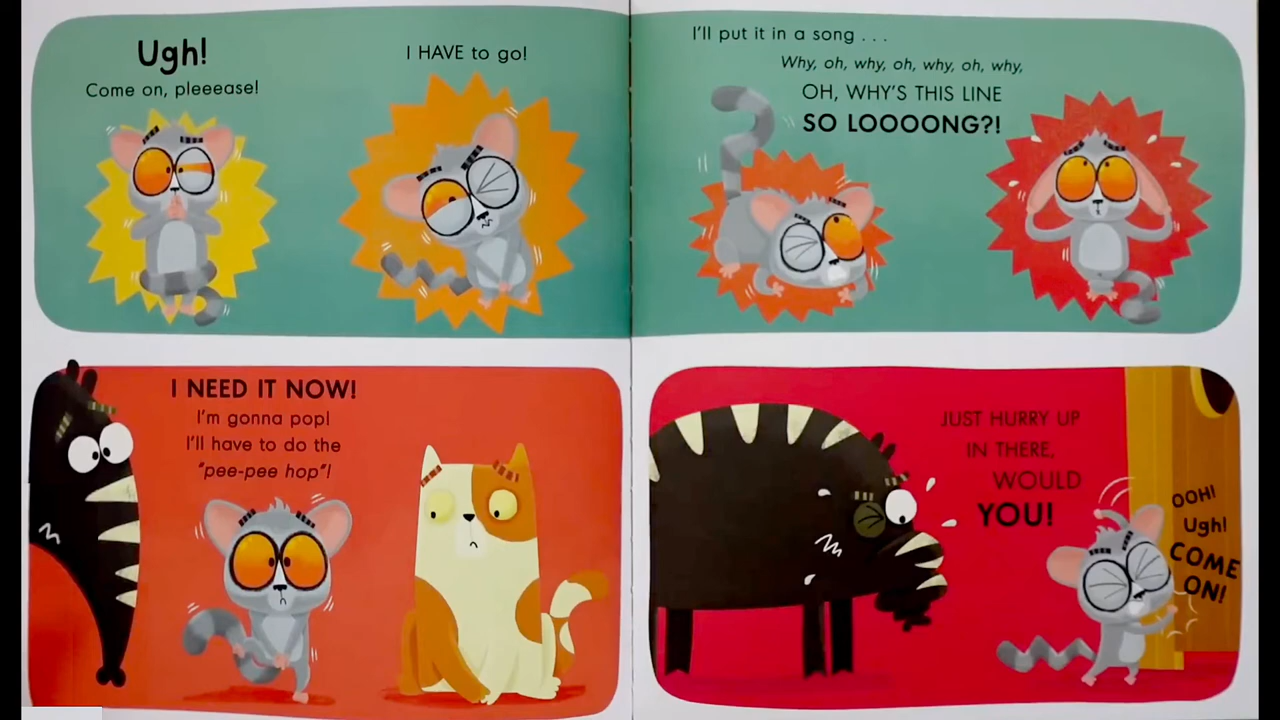 Ugh!
Come on, pleeease!
I HAVE to go!
I'll put it in a song . . .
Why, oh, why, oh, why, oh, why,
OH, WHY'S THIS LINE
SO LOOOONG?!
I NEED IT NOW!
I'm gonna pop!
I'll have to do the
"pee-pee hop"!
JUST HURRY UP
IN THERE,
WOULD
YOU!
OOH!
Ugh!
COME
ON!